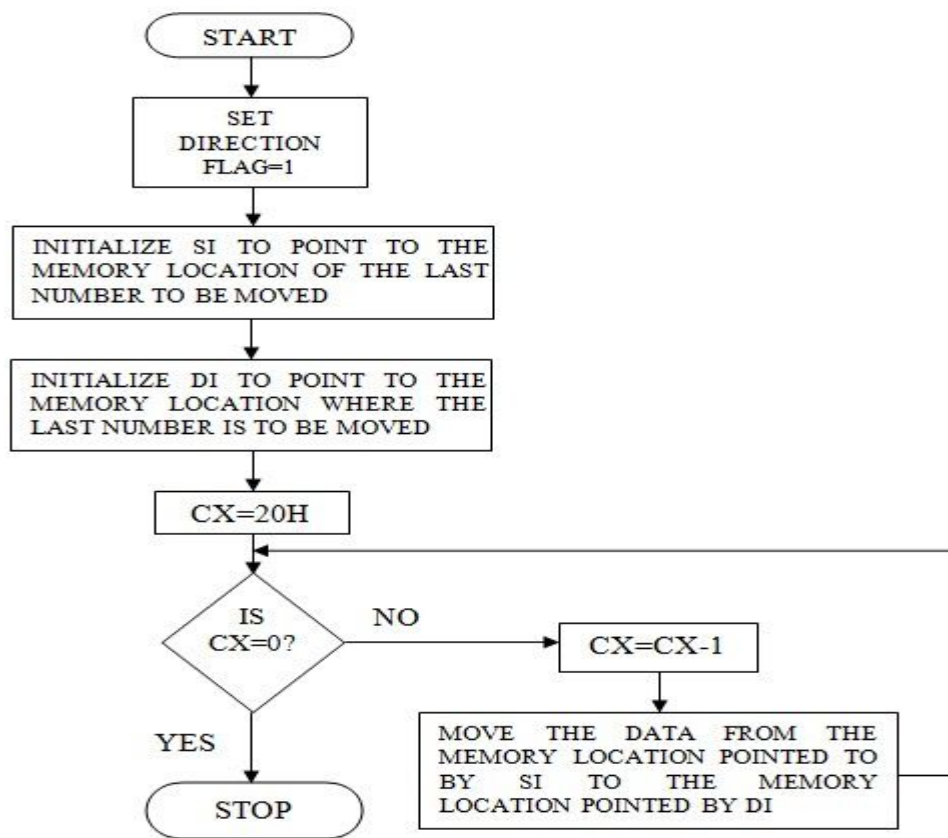 START
SET
DIRECTION
FLAG=1
INITIALIZE SI TO POINT TO THE
MEMORY LOCATION OF THE LAST
NUMBER TO BE MOVED
INITIALIZE DI TO POINT TO THE
MEMORY LOCATION WHERE THE
LAST NUMBER IS TO BE MOVED
CX=20H
IS
CX=0?
NO
CX=CX-1
MOVE THE DATA FROM THE
MEMORY LOCATION POINTED TO
BY SI TO THE MEMORY
LOCATION POINTED BY DI
YES
STOP